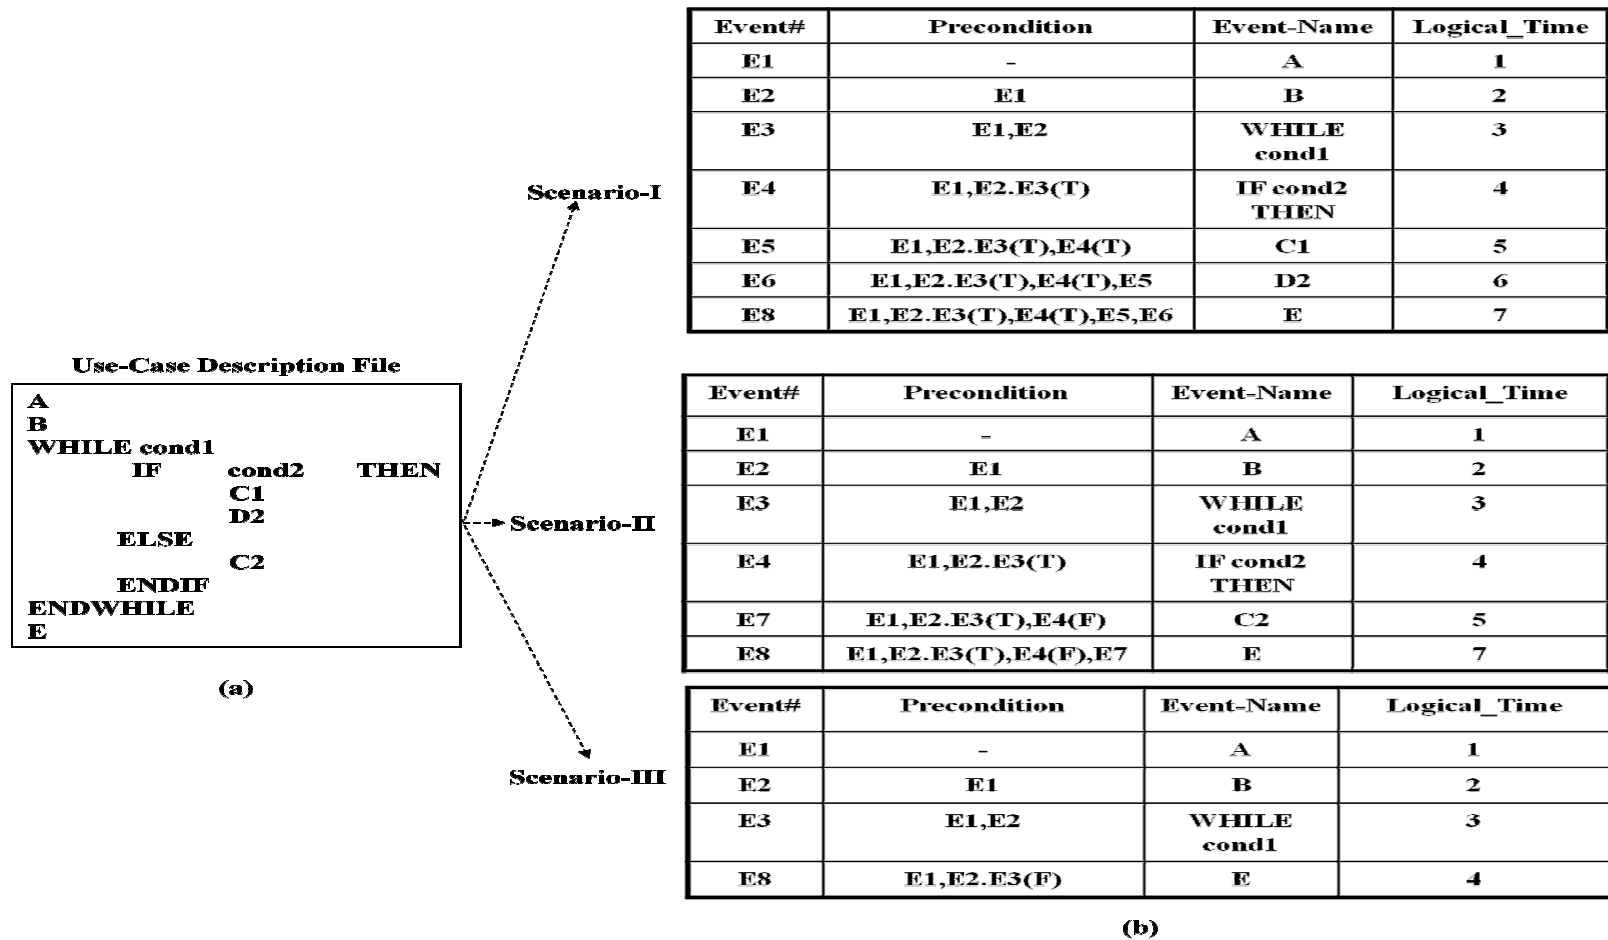 Use-Case Description File
A
B
WHILE cond1
IF cond2 THEN
C1
D2
ELSE
C2
ENDIF
ENDWHILE
E
(a)
Scenario-I
Event# Precondition Event-Name Logical_Time
E1 - A 1
E2 E1 B 2
E3 E1,E2 WHILE cond1 3
E4 E1,E2.E3(T) IF cond2 THEN 4
E5 E1,E2.E3(T),E4(T) C1 5
E6 E1,E2.E3(T),E4(T),E5 D2 6
E8 E1,E2.E3(T),E4(T),E5,E6 E 7
Scenario-II
Event# Precondition Event-Name Logical_Time
E1 - A 1
E2 E1 B 2
E3 E1,E2 WHILE cond1 3
E4 E1,E2.E3(T) IF cond2 THEN 4
E7 E1,E2.E3(T),E4(F) C2 5
E8 E1,E2.E3(T),E4(F),E7 E 7
Scenario-III
Event# Precondition Event-Name Logical_Time
E1 - A 1
E2 E1 B 2
E3 E1,E2 WHILE cond1 3
E8 E1,E2.E3(F) E 4
(b)